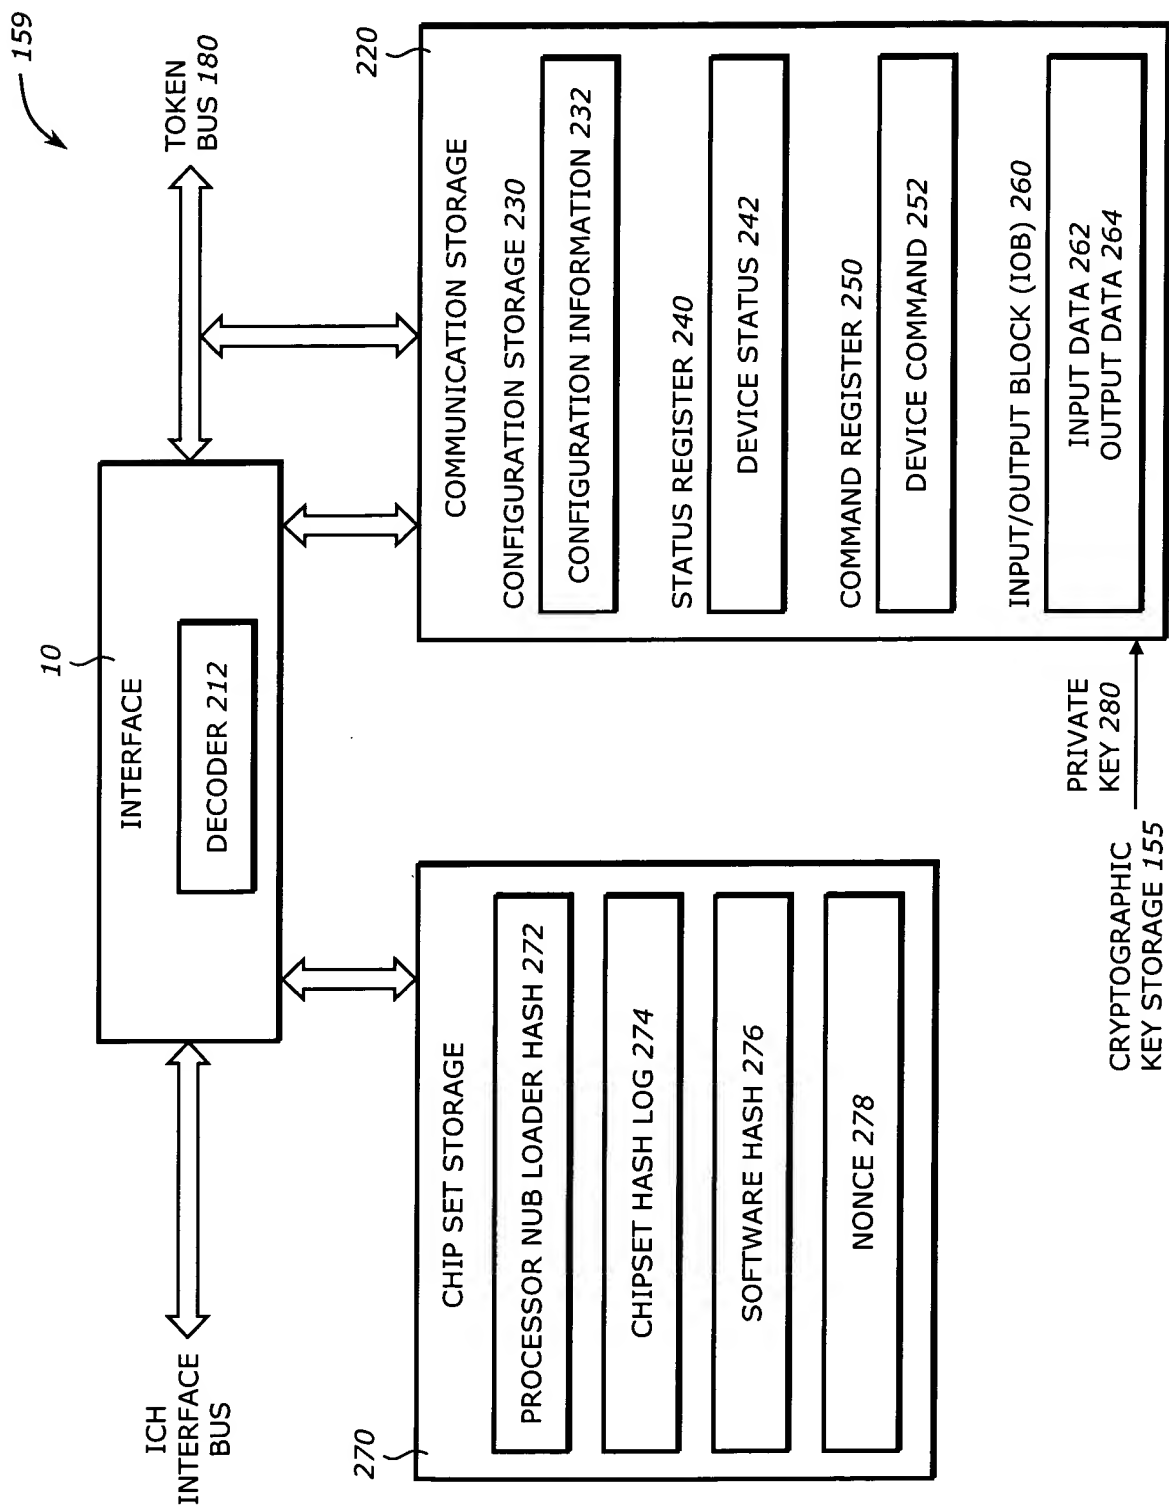 159
TOKEN
BUS 180
10
INTERFACE
DECODER 212
ICH
INTERFACE
BUS
220
COMMUNICATION STORAGE
CONFIGURATION STORAGE 230
CONFIGURATION INFORMATION 232
STATUS REGISTER 240
DEVICE STATUS 242
COMMAND REGISTER 250
DEVICE COMMAND 252
INPUT/OUTPUT BLOCK (IOB) 260
INPUT DATA 262
OUTPUT DATA 264
270
CHIP SET STORAGE
PROCESSOR NUB LOADER HASH 272
CHIPSET HASH LOG 274
SOFTWARE HASH 276
NONCE 278
PRIVATE
KEY 280
CRYPTOGRAPHIC
KEY STORAGE 155